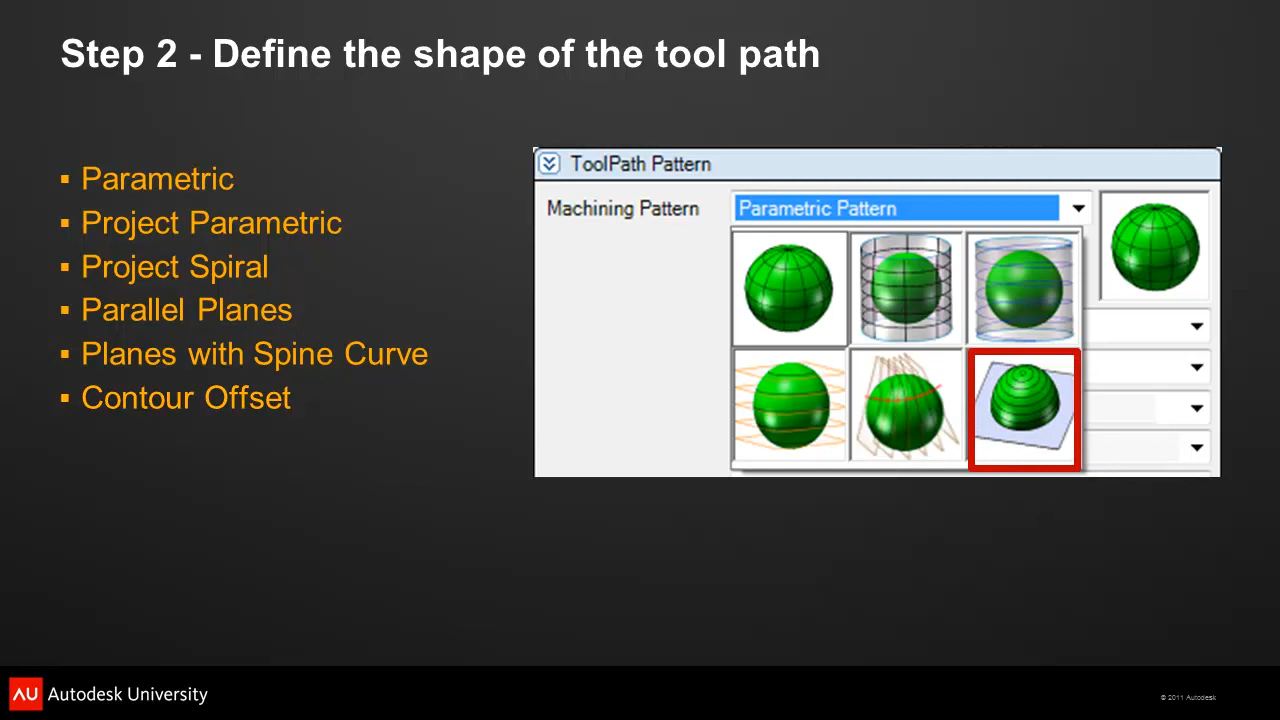 Step 2 - Define the shape of the tool path
▪ Parametric
▪ Project Parametric
▪ Project Spiral
▪ Parallel Planes
▪ Planes with Spine Curve
▪ Contour Offset
ToolPath Pattern
Machining Pattern
Parametric Pattern
AU Autodesk University
© 2011 Autodesk